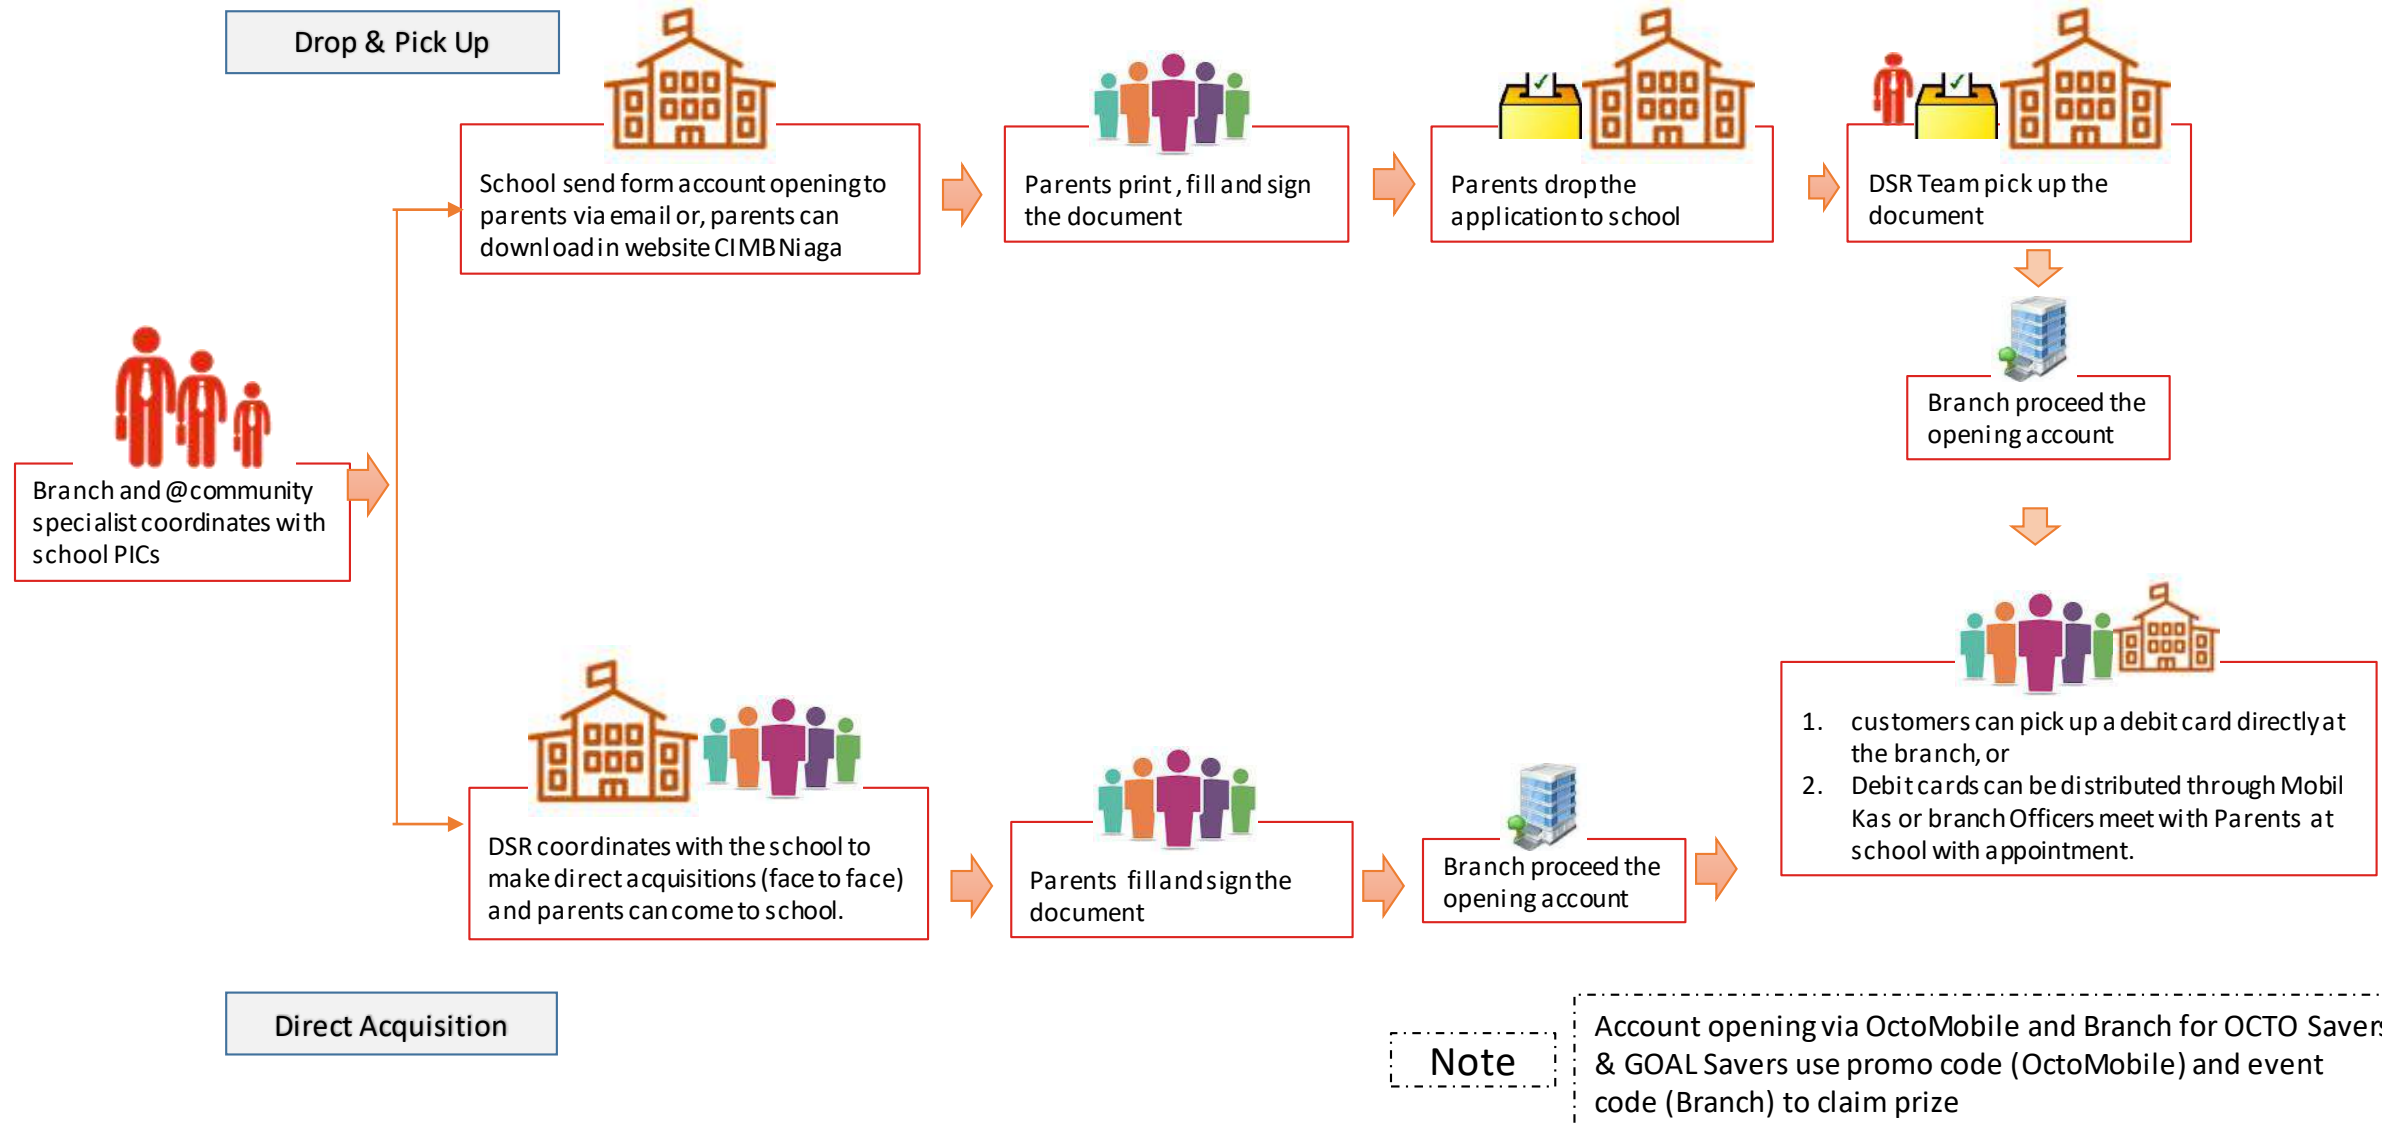 Drop & Pick Up
School send form account opening to
parents via email or, parents can
download in website CIMB Niaga
Parents print , fill and sign
the document
Parents drop the
application to school
DSR Team pick up the
document
Branch proceed the
opening account
Branch and @community
specialist coordinates with
school PICs
DSR coordinates with the school to
make direct acquisitions (face to face)
and parents can come to school.
Parents fill and sign the
document
Branch proceed the
opening account
1. customers can pick up a debit card directly at
the branch, or
2. Debit cards can be distributed through Mobil
Kas or branch Officers meet with Parents at
school with appointment.
Direct Acquisition
Note
Account opening via OctoMobile and Branch for OCTO Savers
& GOAL Savers use promo code (OctoMobile) and event
code (Branch) to claim prize